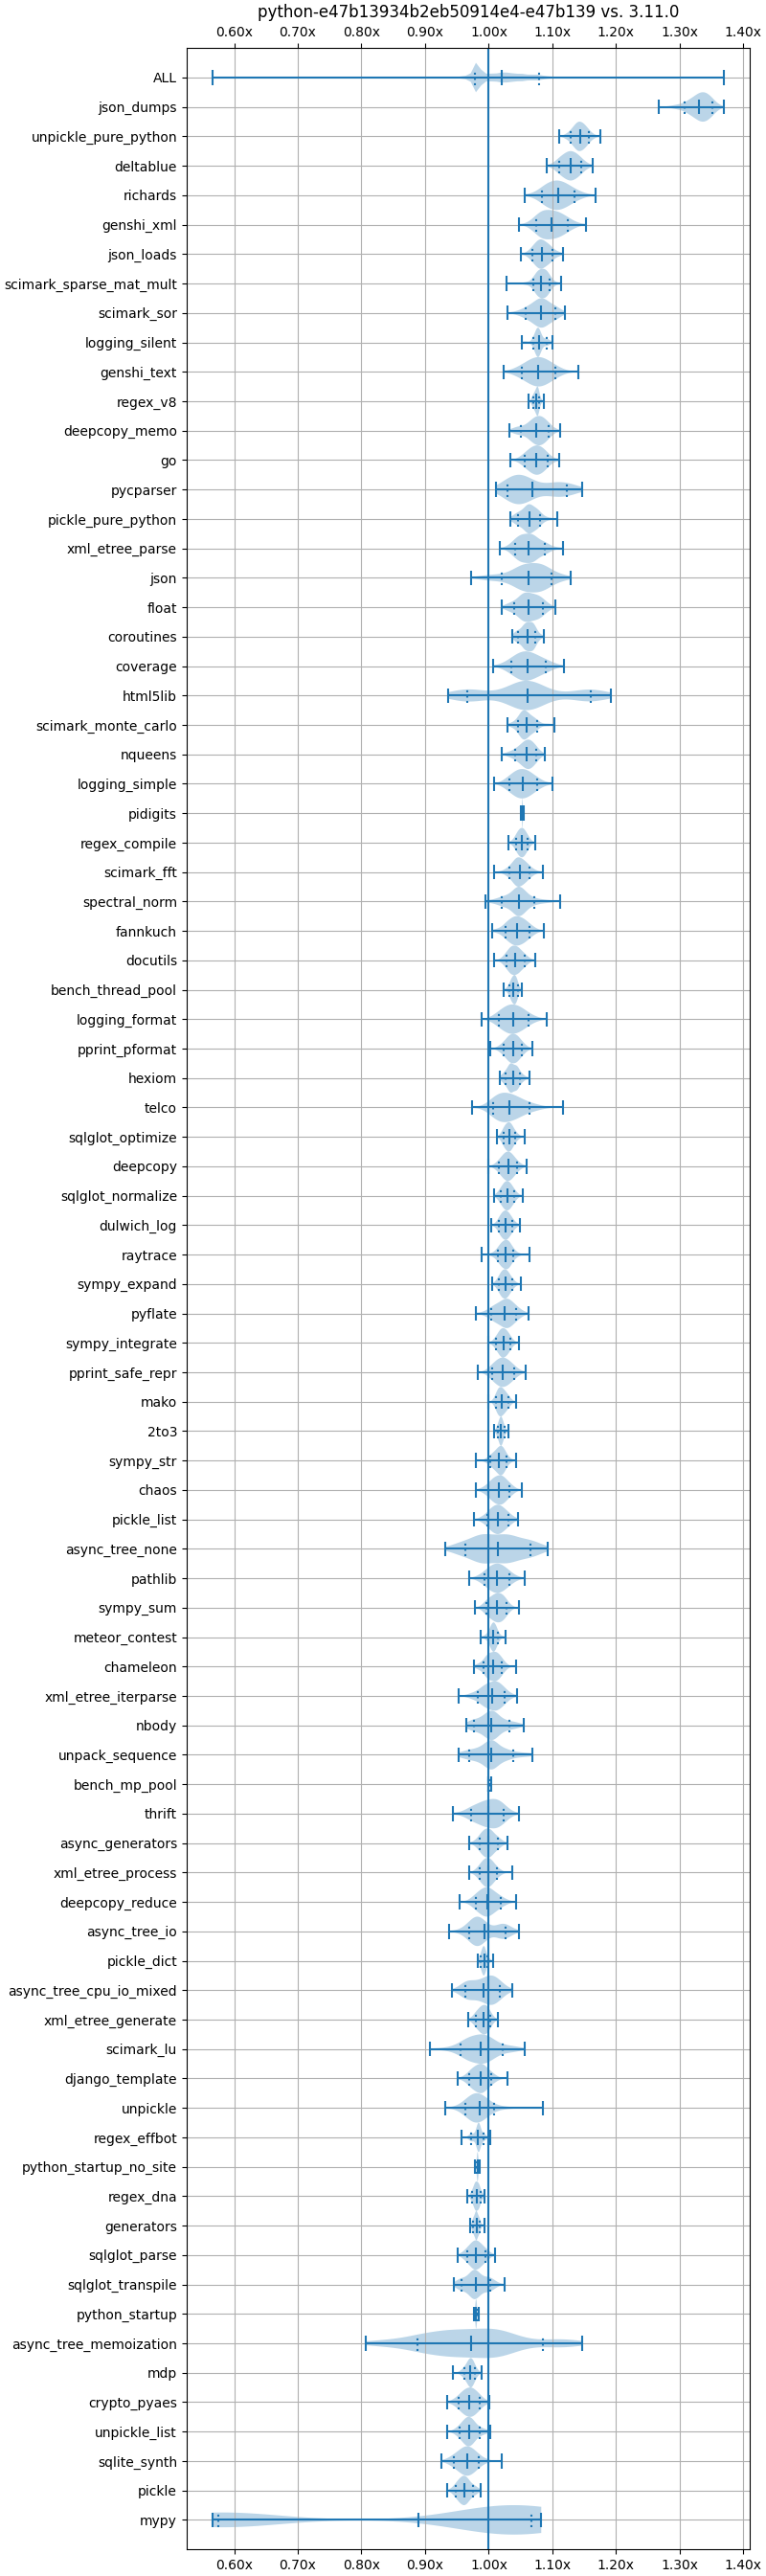 python-e47b13934b2eb50914e4-e47b139 vs. 3.11.0
0.60x 0.70x 0.80x 0.90x 1.00x 1.10x 1.20x 1.30x 1.40x
ALL
json_dumps
unpickle_pure_python
deltablue
richards
genshi_xml
json_loads
scimark_sparse_mat_mult
scimark_sor
logging_silent
genshi_text
regex_v8
deepcopy_memo
go
pycparser
pickle_pure_python
xml_etree_parse
json
float
coroutines
coverage
html5lib
scimark_monte_carlo
nqueens
logging_simple
pidigits
regex_compile
scimark_fft
spectral_norm
fannkuch
docutils
bench_thread_pool
logging_format
pprint_pformat
hexiom
telco
sqlglot_optimize
deepcopy
sqlglot_normalize
dulwich_log
raytrace
sympy_expand
pyflate
sympy_integrate
pprint_safe_repr
mako
2to3
sympy_str
chaos
pickle_list
async_tree_none
pathlib
sympy_sum
meteor_contest
chameleon
xml_etree_iterparse
nbody
unpack_sequence
bench_mp_pool
thrift
async_generators
xml_etree_process
deepcopy_reduce
async_tree_io
pickle_dict
async_tree_cpu_io_mixed
xml_etree_generate
scimark_lu
django_template
unpickle
regex_effbot
python_startup_no_site
regex_dna
generators
sqlglot_parse
sqlglot_transpile
python_startup
async_tree_memoization
mdp
crypto_pyaes
unpickle_list
sqlite_synth
pickle
mypy
0.60x 0.70x 0.80x 0.90x 1.00x 1.10x 1.20x 1.30x 1.40x